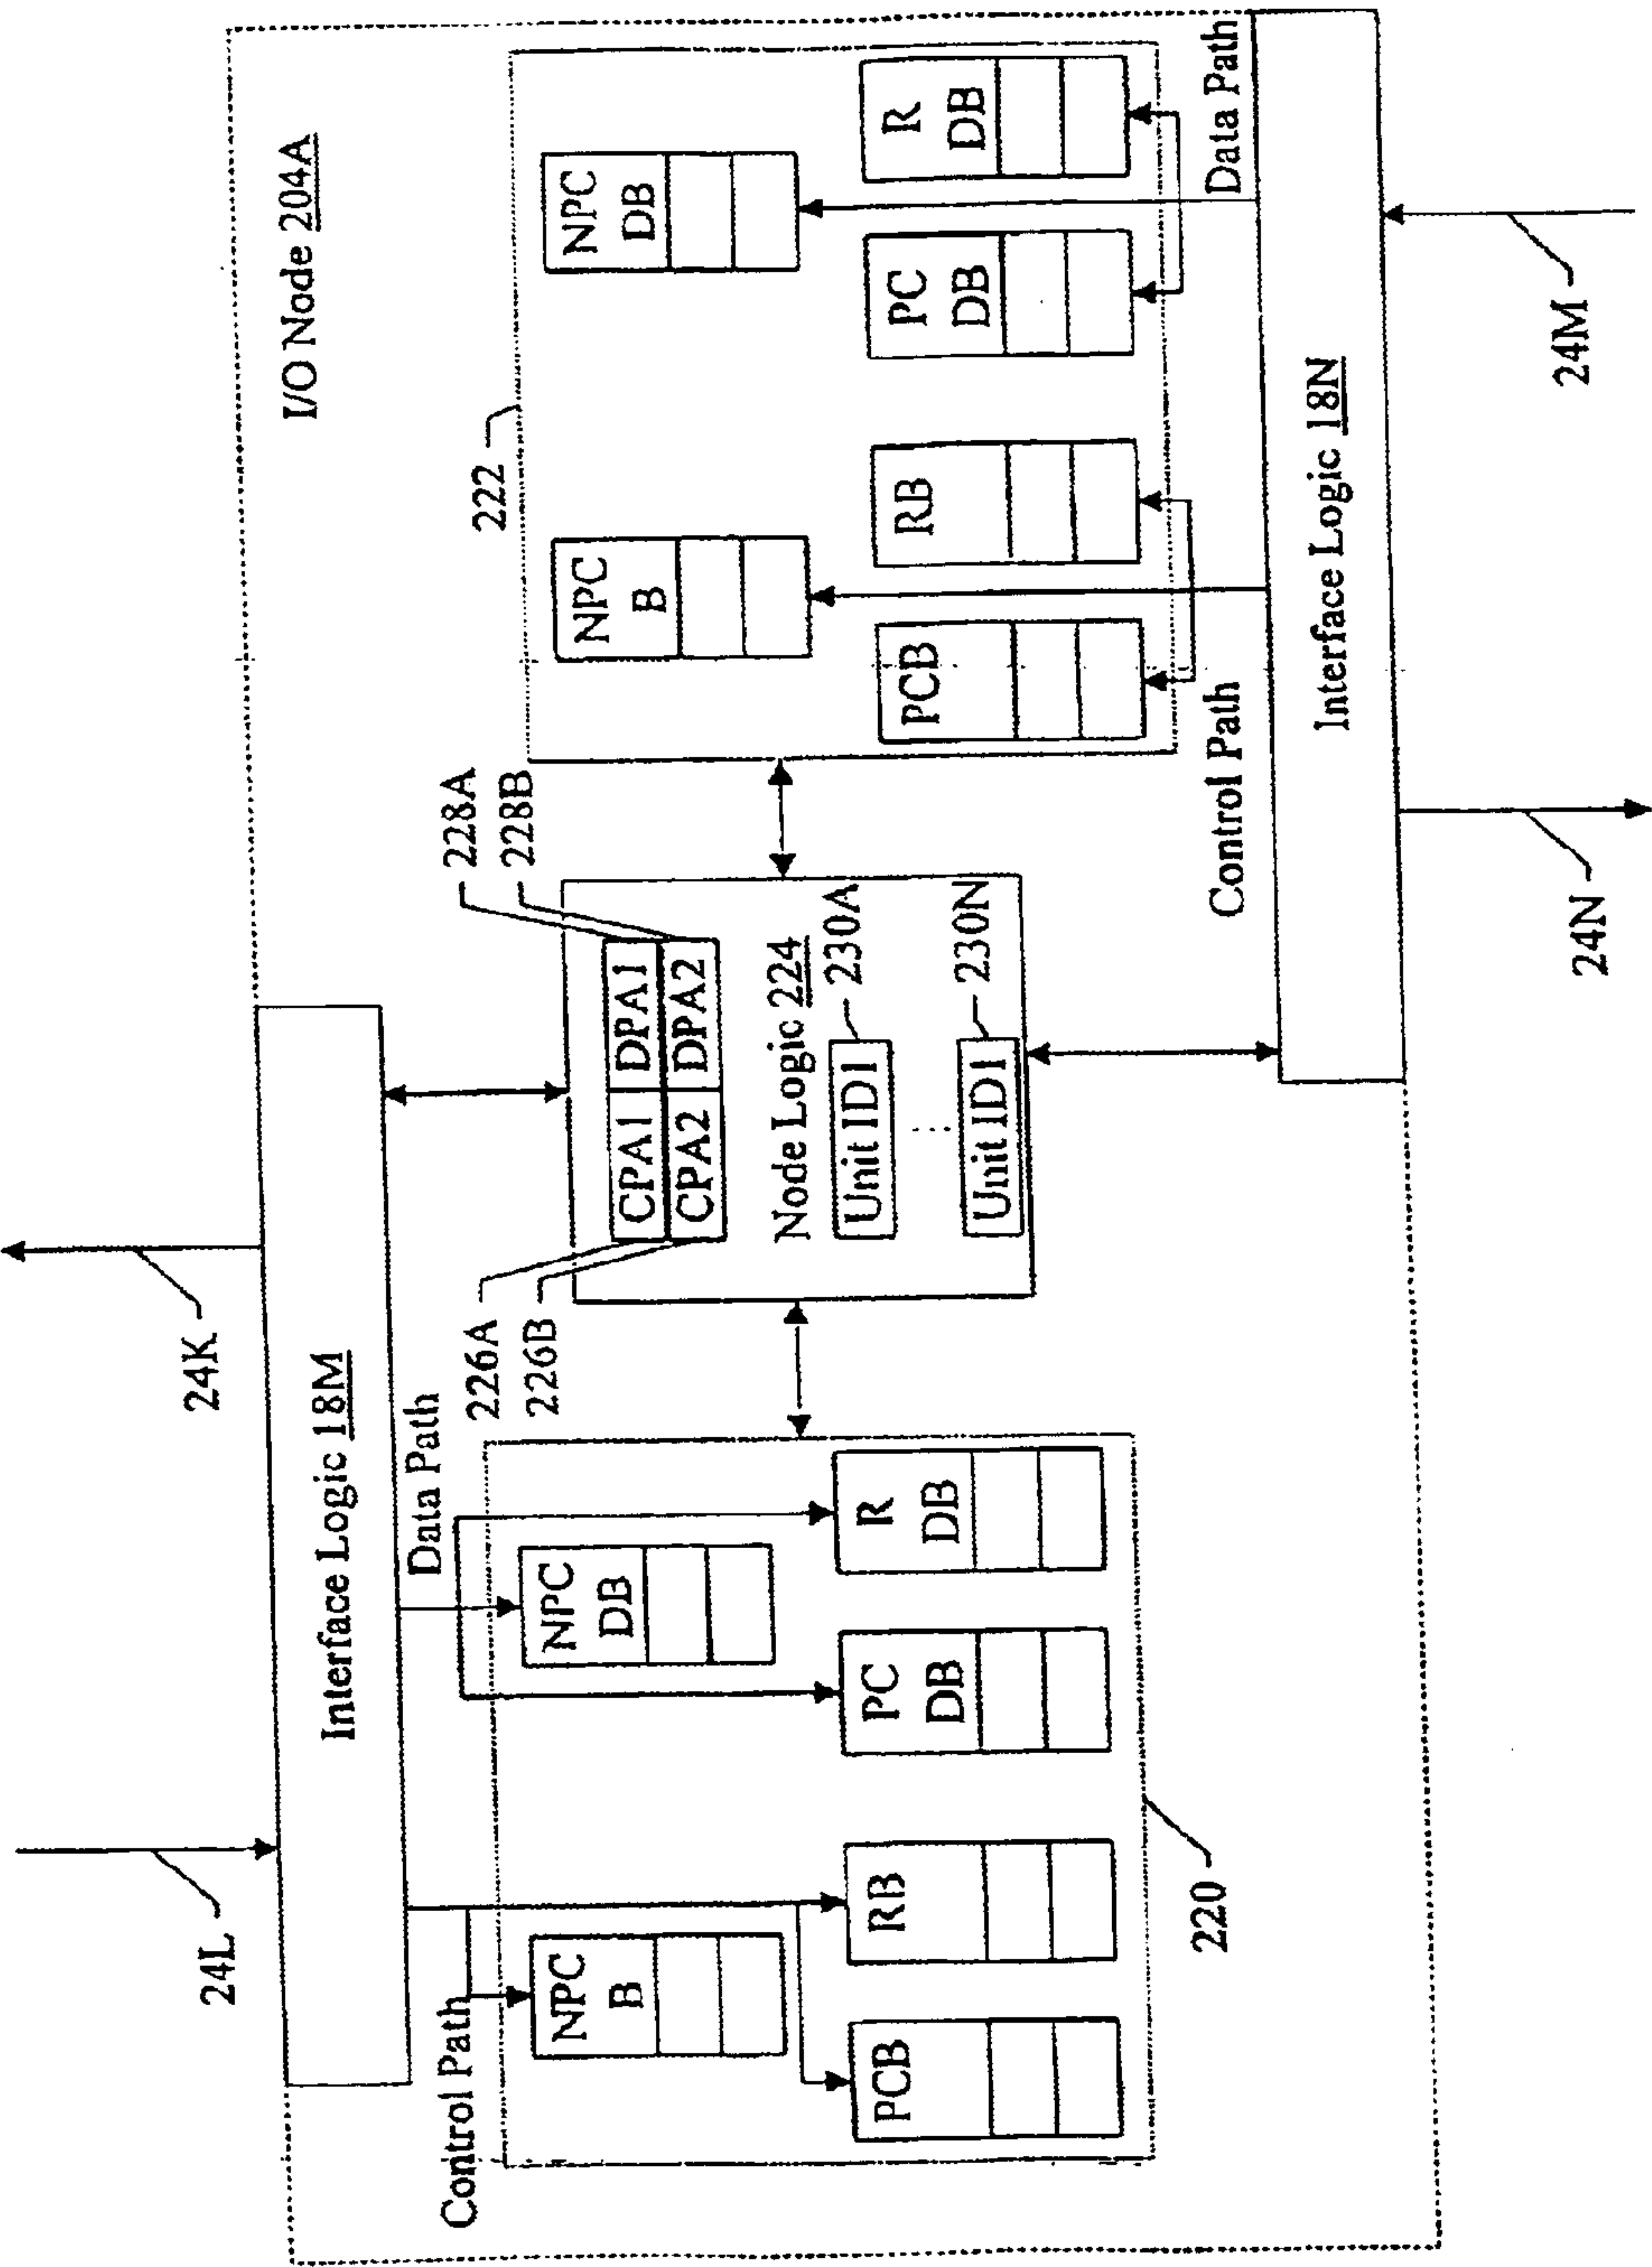 I/O Node 204A
24L
24K
Interface Logic 18M
Control Path
Data Path
226A
226B
228A
228B
222
NPC
B
NPC
DB
CPA1
DPA1
CPA2
DPA2
NPC
B
NPC
DB
Node Logic 224
PCB
RB
PC
DB
R
DB
Unit ID1
230A
...
Unit ID1
230N
PCB
RB
PC
DB
R
DB
220
Control Path
Data Path
Interface Logic 18N
24N
24M